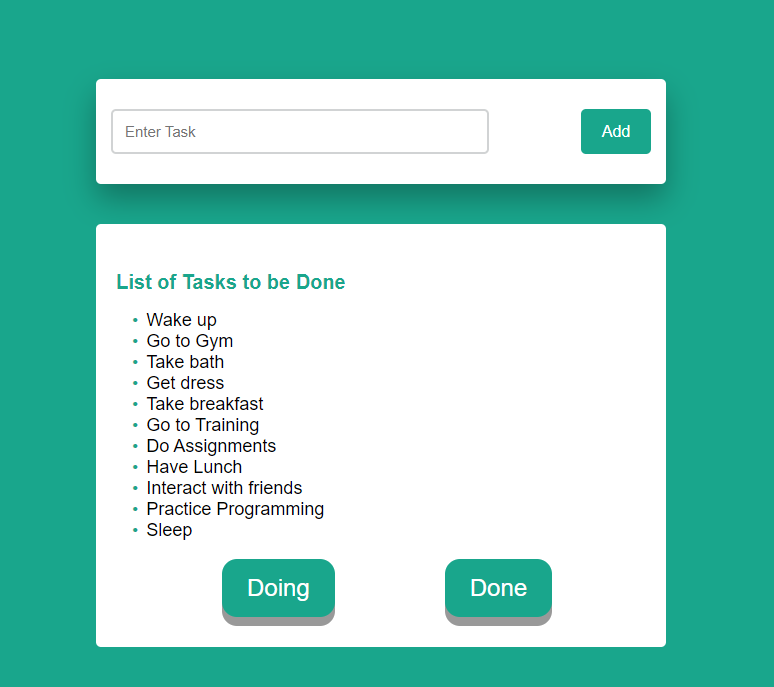 Enter Task
Add
List of Tasks to be Done
Wake up
Go to Gym
Take bath
Get dress
Take breakfast
Go to Training
Do Assignments
Have Lunch
Interact with friends
Practice Programming
Sleep
Doing
Done